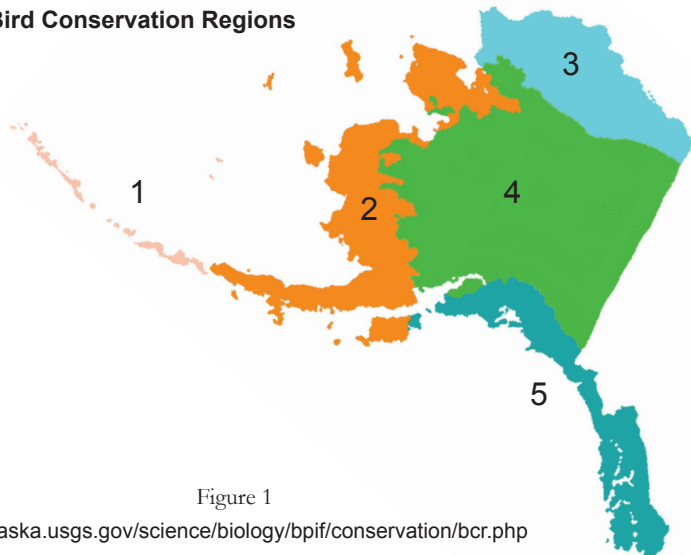 Bird Conservation Regions
3
1
2
4
5
Figure 1
aska.usgs.gov/science/biology/bpif/conservation/bcr.php